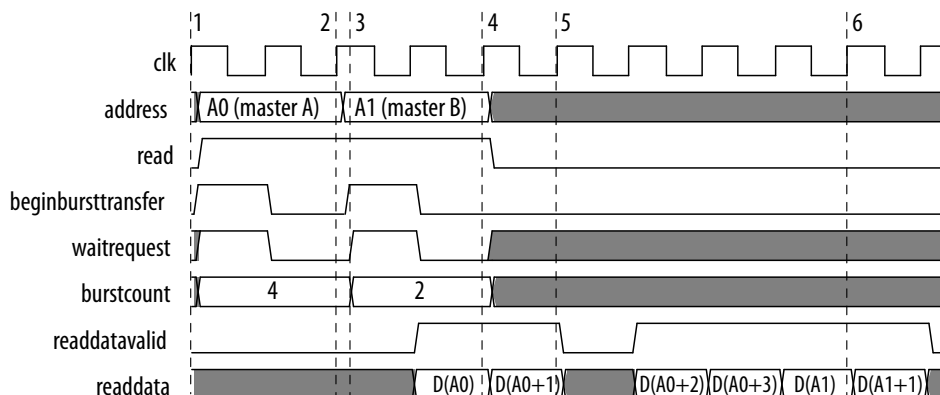 1 2 3 4 5 6
clk
address A0 (master A) A1 (master B)
read
beginbursttransfer
waitrequest
burstcount 4 2
readdatavalid
readdata D(A0) D(A0+1) D(A0+2) D(A0+3) D(A1) D(A1+1)